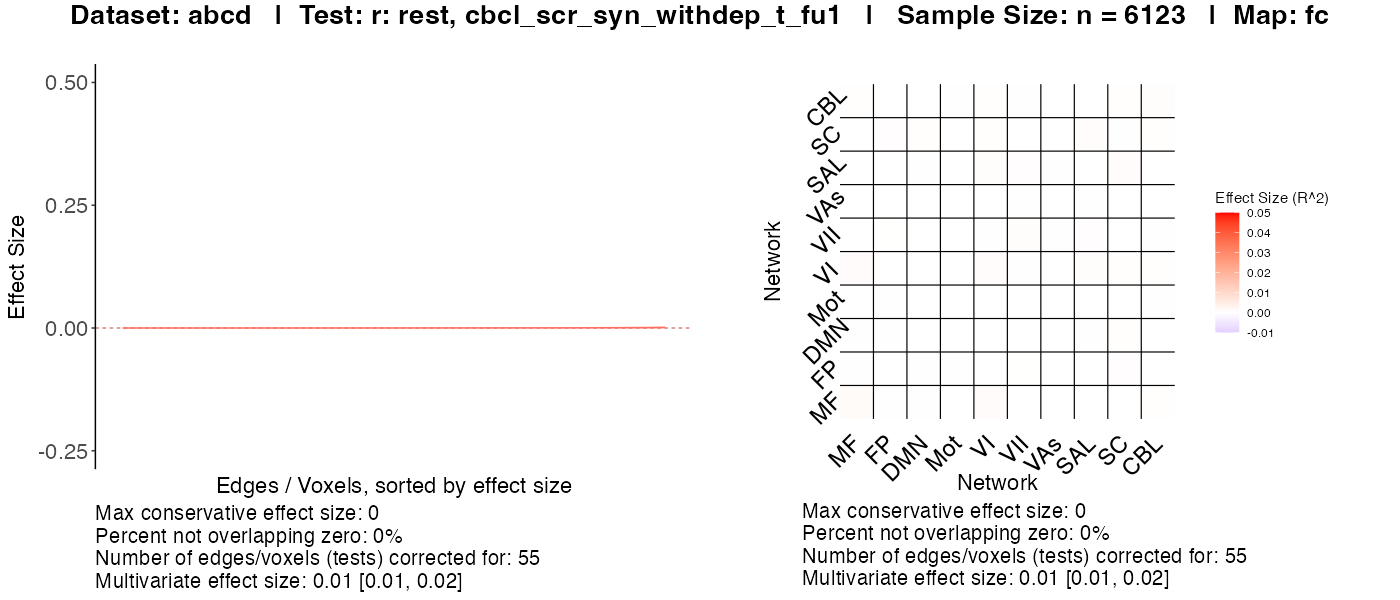 Dataset: abcd | Test: r: rest, cbcl_scr_syn_withdep_t_fu1 | Sample Size: n = 6123 | Map: fc
0.50
0.25
0.00
-0.25
Effect Size
Edges / Voxels, sorted by effect size
Max conservative effect size: 0
Percent not overlapping zero: 0%
Number of edges/voxels (tests) corrected for: 55
Multivariate effect size: 0.01 [0.01, 0.02]
Network
CBL
SC
SAL
VAs
VII
VI
Mot
DMN
FP
MF
MF
FP
DMN
Mot
VI
VII
VAs
SAL
SC
CBL
Network
Max conservative effect size: 0
Percent not overlapping zero: 0%
Number of edges/voxels (tests) corrected for: 55
Multivariate effect size: 0.01 [0.01, 0.02]
Effect Size (R^2)
0.05
0.04
0.03
0.02
0.01
0.00
-0.01